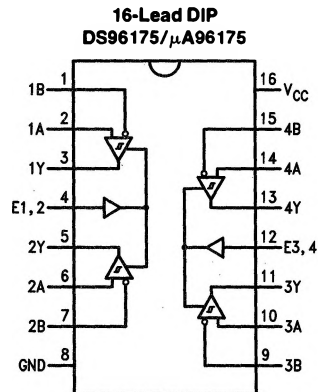 16-Lead DIP
DS96175/μA96175
1B 1
1A 2
1Y 3
E1, 2 4
2Y 5
2A 6
2B 7
GND 8
16 VCC
15 4B
14 4A
13 4Y
12 E3, 4
11 3Y
10 3A
9 3B